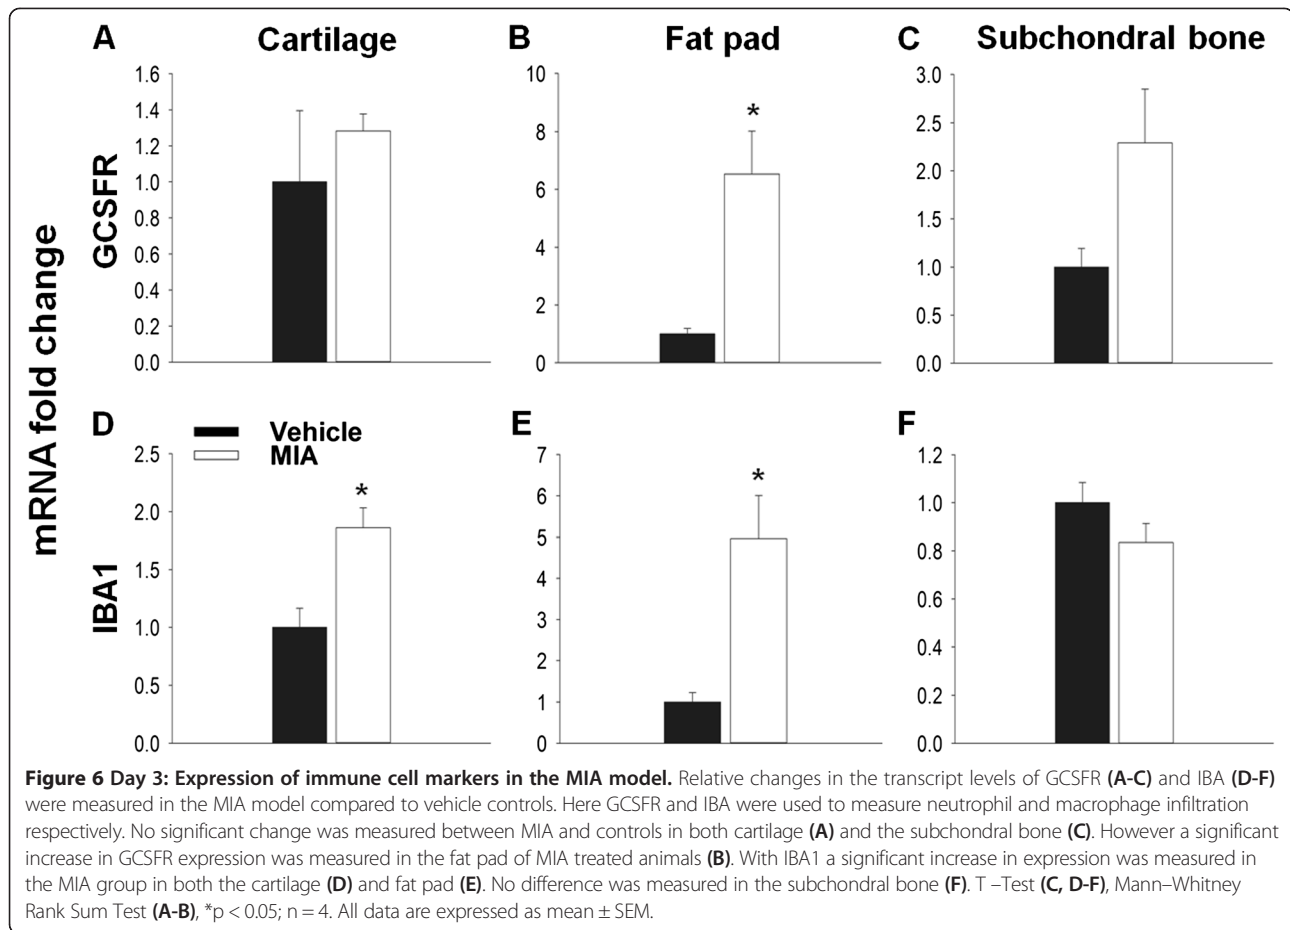 A Cartilage
B Fat pad
C Subchondral bone
mRNA fold change
GCSFR
1.6
1.4
1.2
1.0
0.8
0.6
0.4
0.2
0.0
10
8
6
4
2
0
*
3.0
2.5
2.0
1.5
1.0
0.5
0.0
IBA1
D
Vehicle
MIA
2.5
2.0
1.5
1.0
0.5
0.0
*
E
7
6
5
4
3
2
1
0
*
F
1.2
1.0
0.8
0.6
0.4
0.2
0.0
Figure 6 Day 3: Expression of immune cell markers in the MIA model. Relative changes in the transcript levels of GCSFR (A-C) and IBA (D-F)
were measured in the MIA model compared to vehicle controls. Here GCSFR and IBA were used to measure neutrophil and macrophage infiltration
respectively. No significant change was measured between MIA and controls in both cartilage (A) and the subchondral bone (C). However a significant
increase in GCSFR expression was measured in the fat pad of MIA treated animals (B). With IBA1 a significant increase in expression was measured in
the MIA group in both the cartilage (D) and fat pad (E). No difference was measured in the subchondral bone (F). T –Test (C, D-F), Mann–Whitney
Rank Sum Test (A-B), *p < 0.05; n = 4. All data are expressed as mean ± SEM.